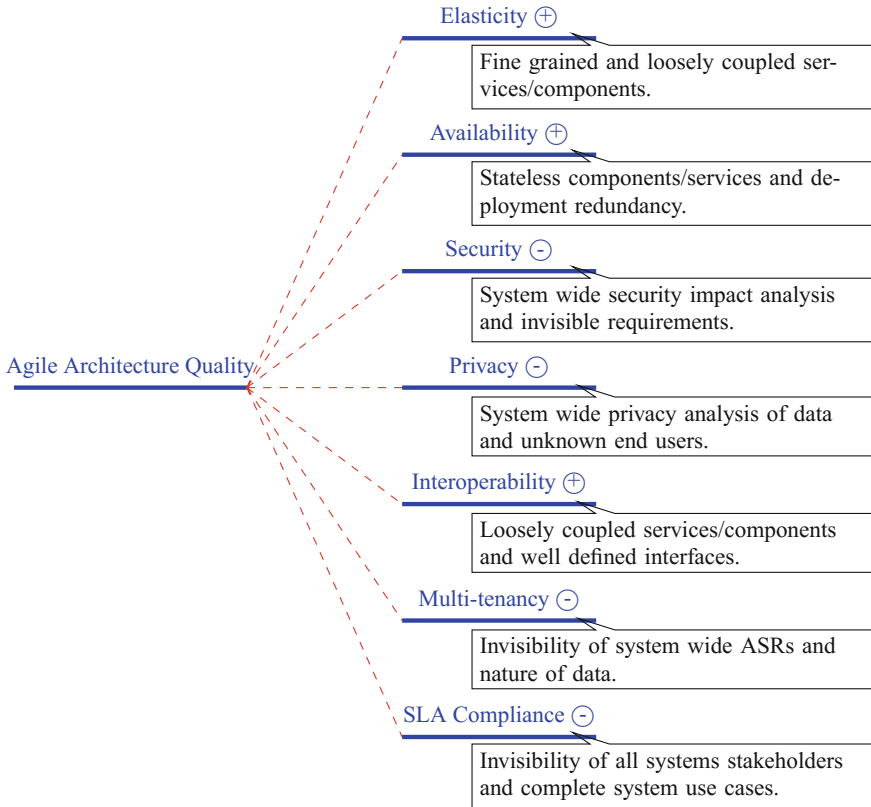 Elasticity ⊕
Fine grained and loosely coupled ser-
vices/components.
Availability ⊕
Stateless components/services and de-
ployment redundancy.
Security ⊖
System wide security impact analysis
and invisible requirements.
Agile Architecture Quality
Privacy ⊖
System wide privacy analysis of data
and unknown end users.
Interoperability ⊕
Loosely coupled services/components
and well defined interfaces.
Multi-tenancy ⊖
Invisibility of system wide ASRs and
nature of data.
SLA Compliance ⊖
Invisibility of all systems stakeholders
and complete system use cases.